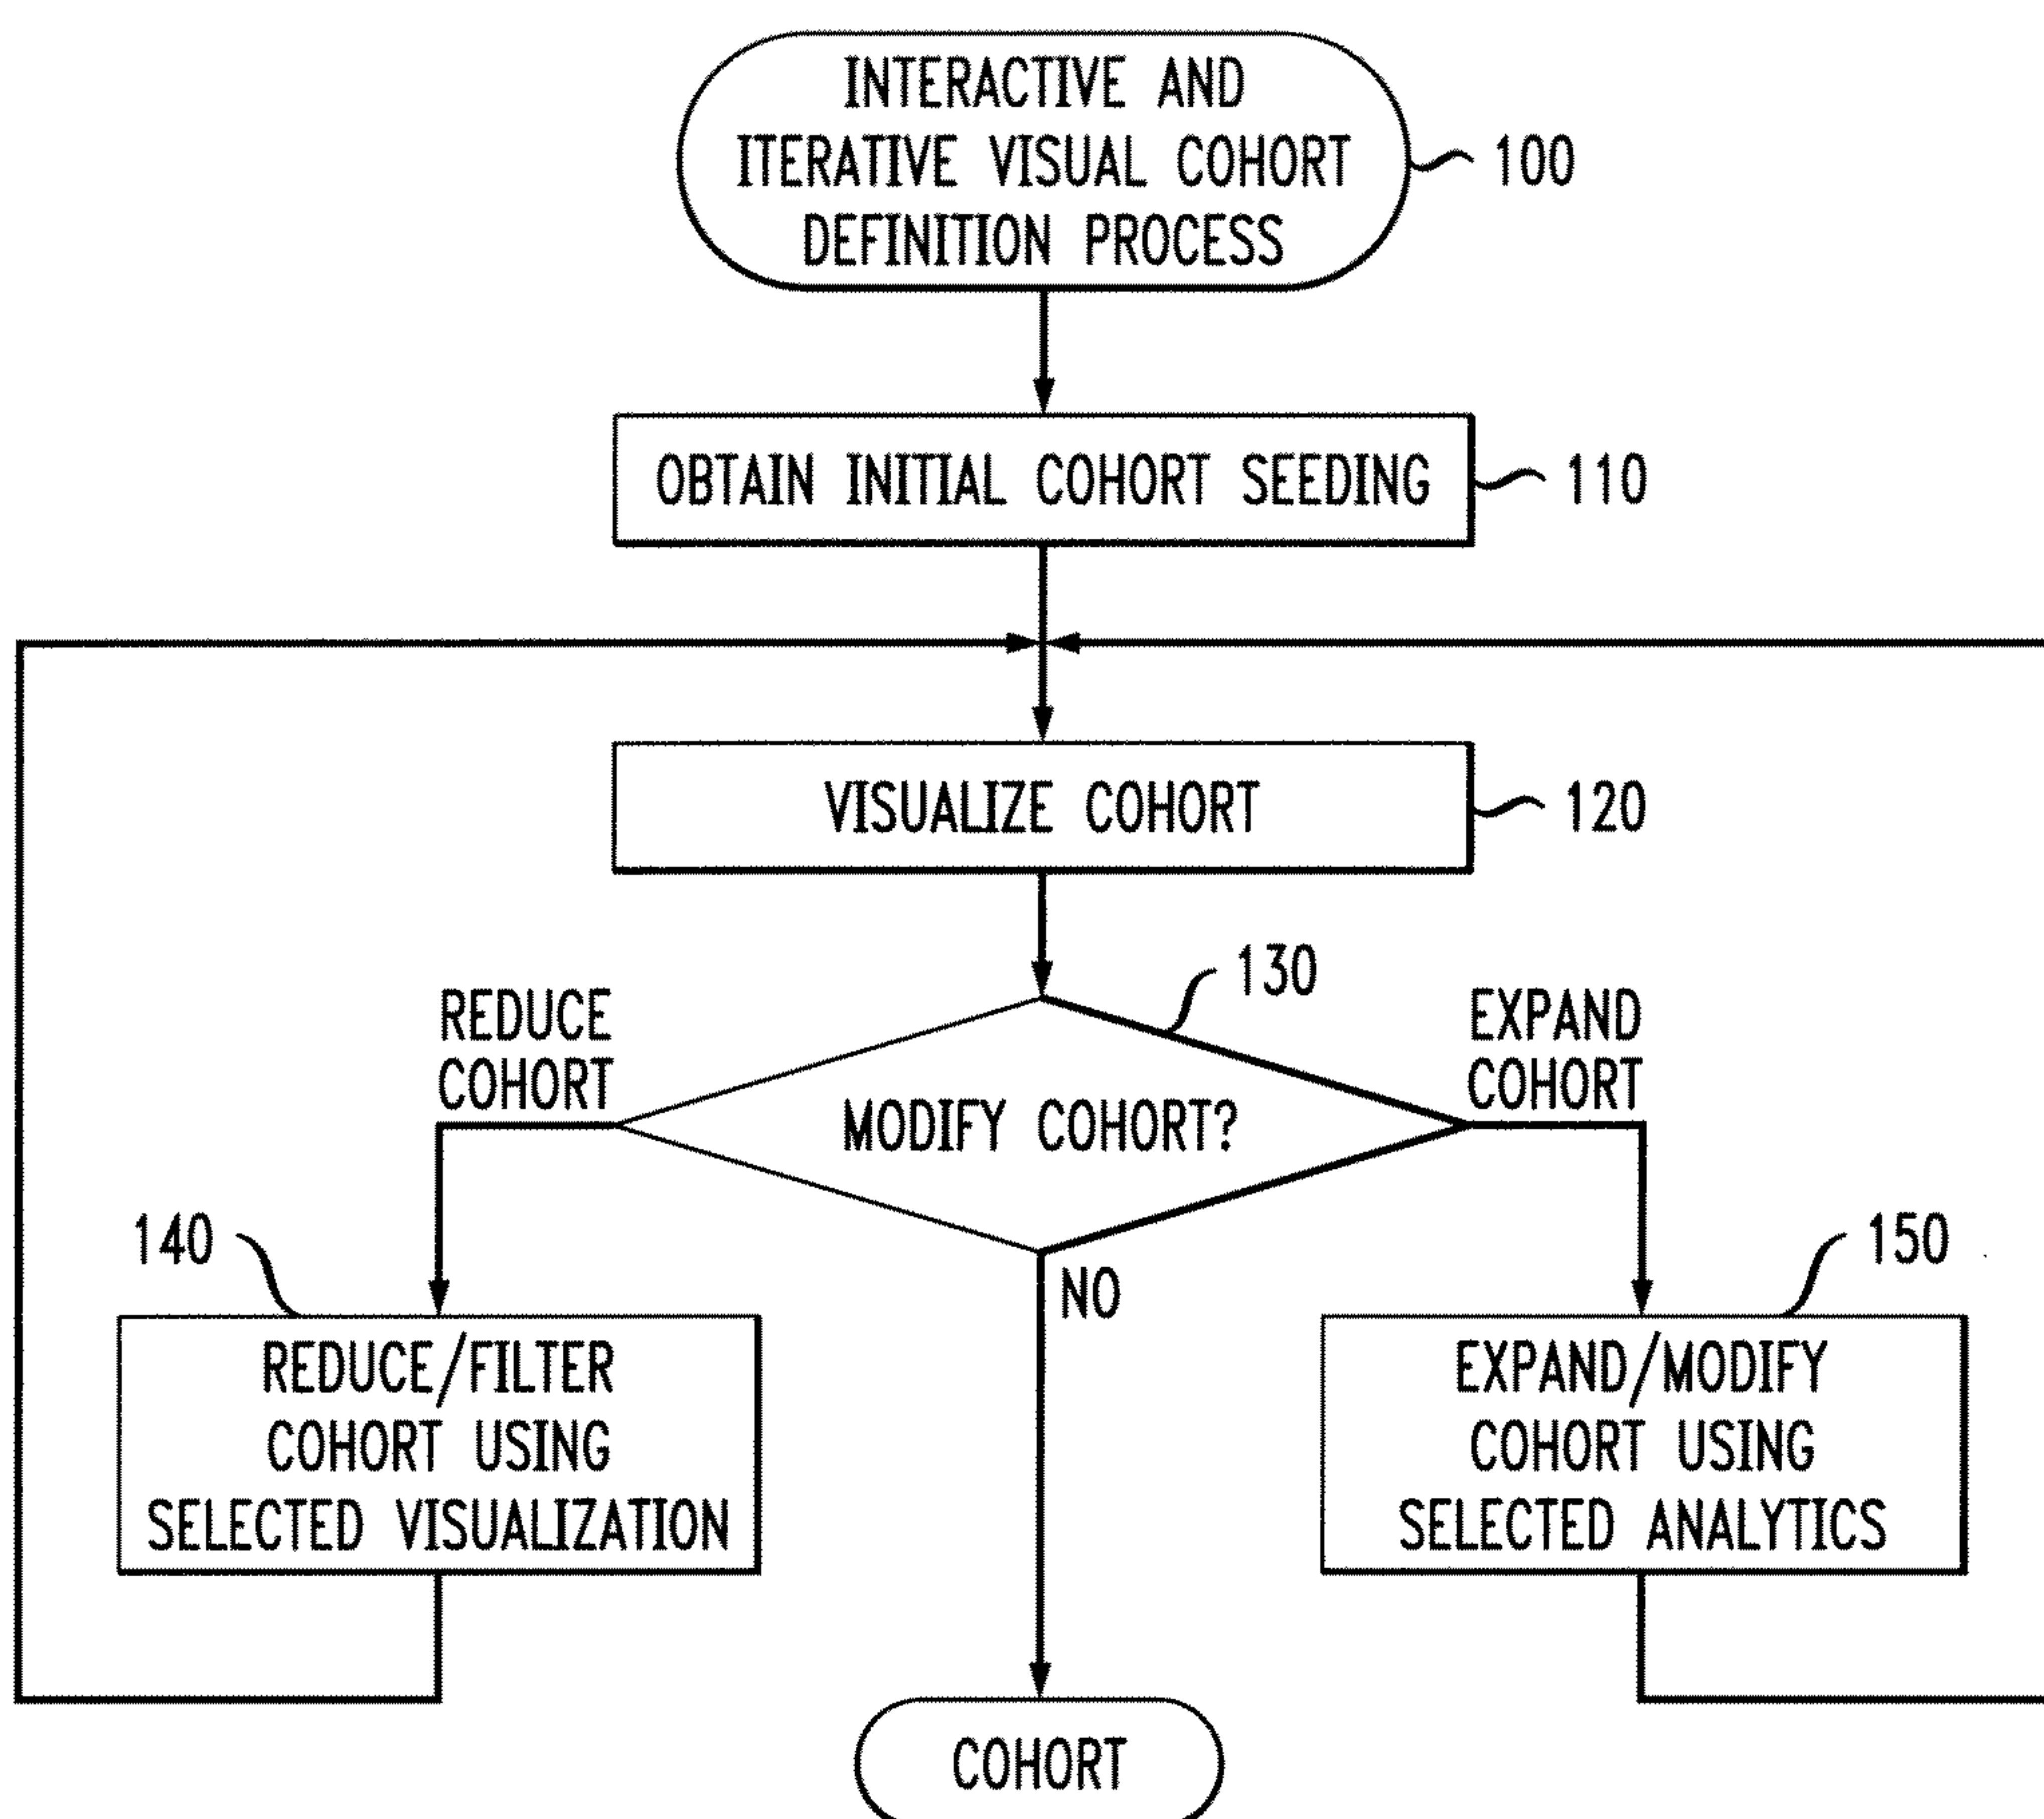 INTERACTIVE AND
ITERATIVE VISUAL COHORT
DEFINITION PROCESS
100
OBTAIN INITIAL COHORT SEEDING
110
VISUALIZE COHORT
120
130
REDUCE
COHORT
EXPAND
COHORT
MODIFY COHORT?
140
NO
150
REDUCE/FILTER
COHORT USING
SELECTED VISUALIZATION
EXPAND/MODIFY
COHORT USING
SELECTED ANALYTICS
COHORT